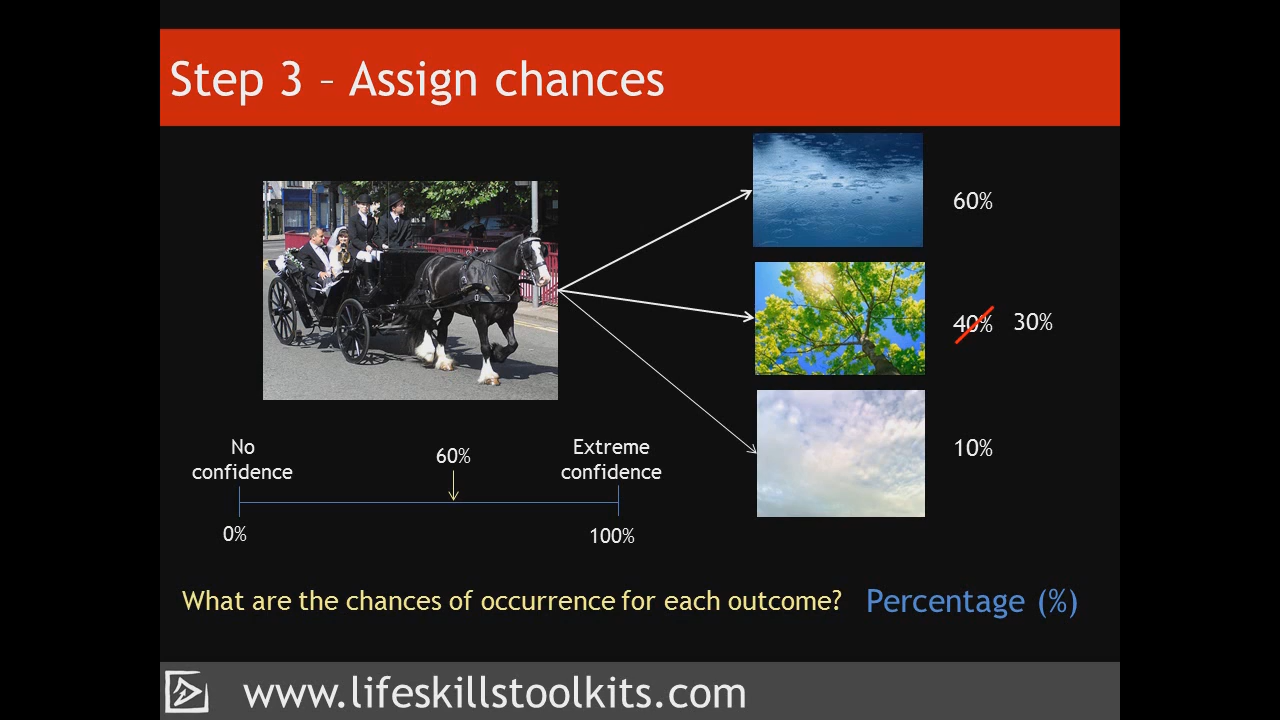 Step 3 – Assign chances
60%
40% 30%
10%
No
confidence
60%
Extreme
confidence
0%
100%
What are the chances of occurrence for each outcome? Percentage (%)
www.lifeskillstoolkits.com